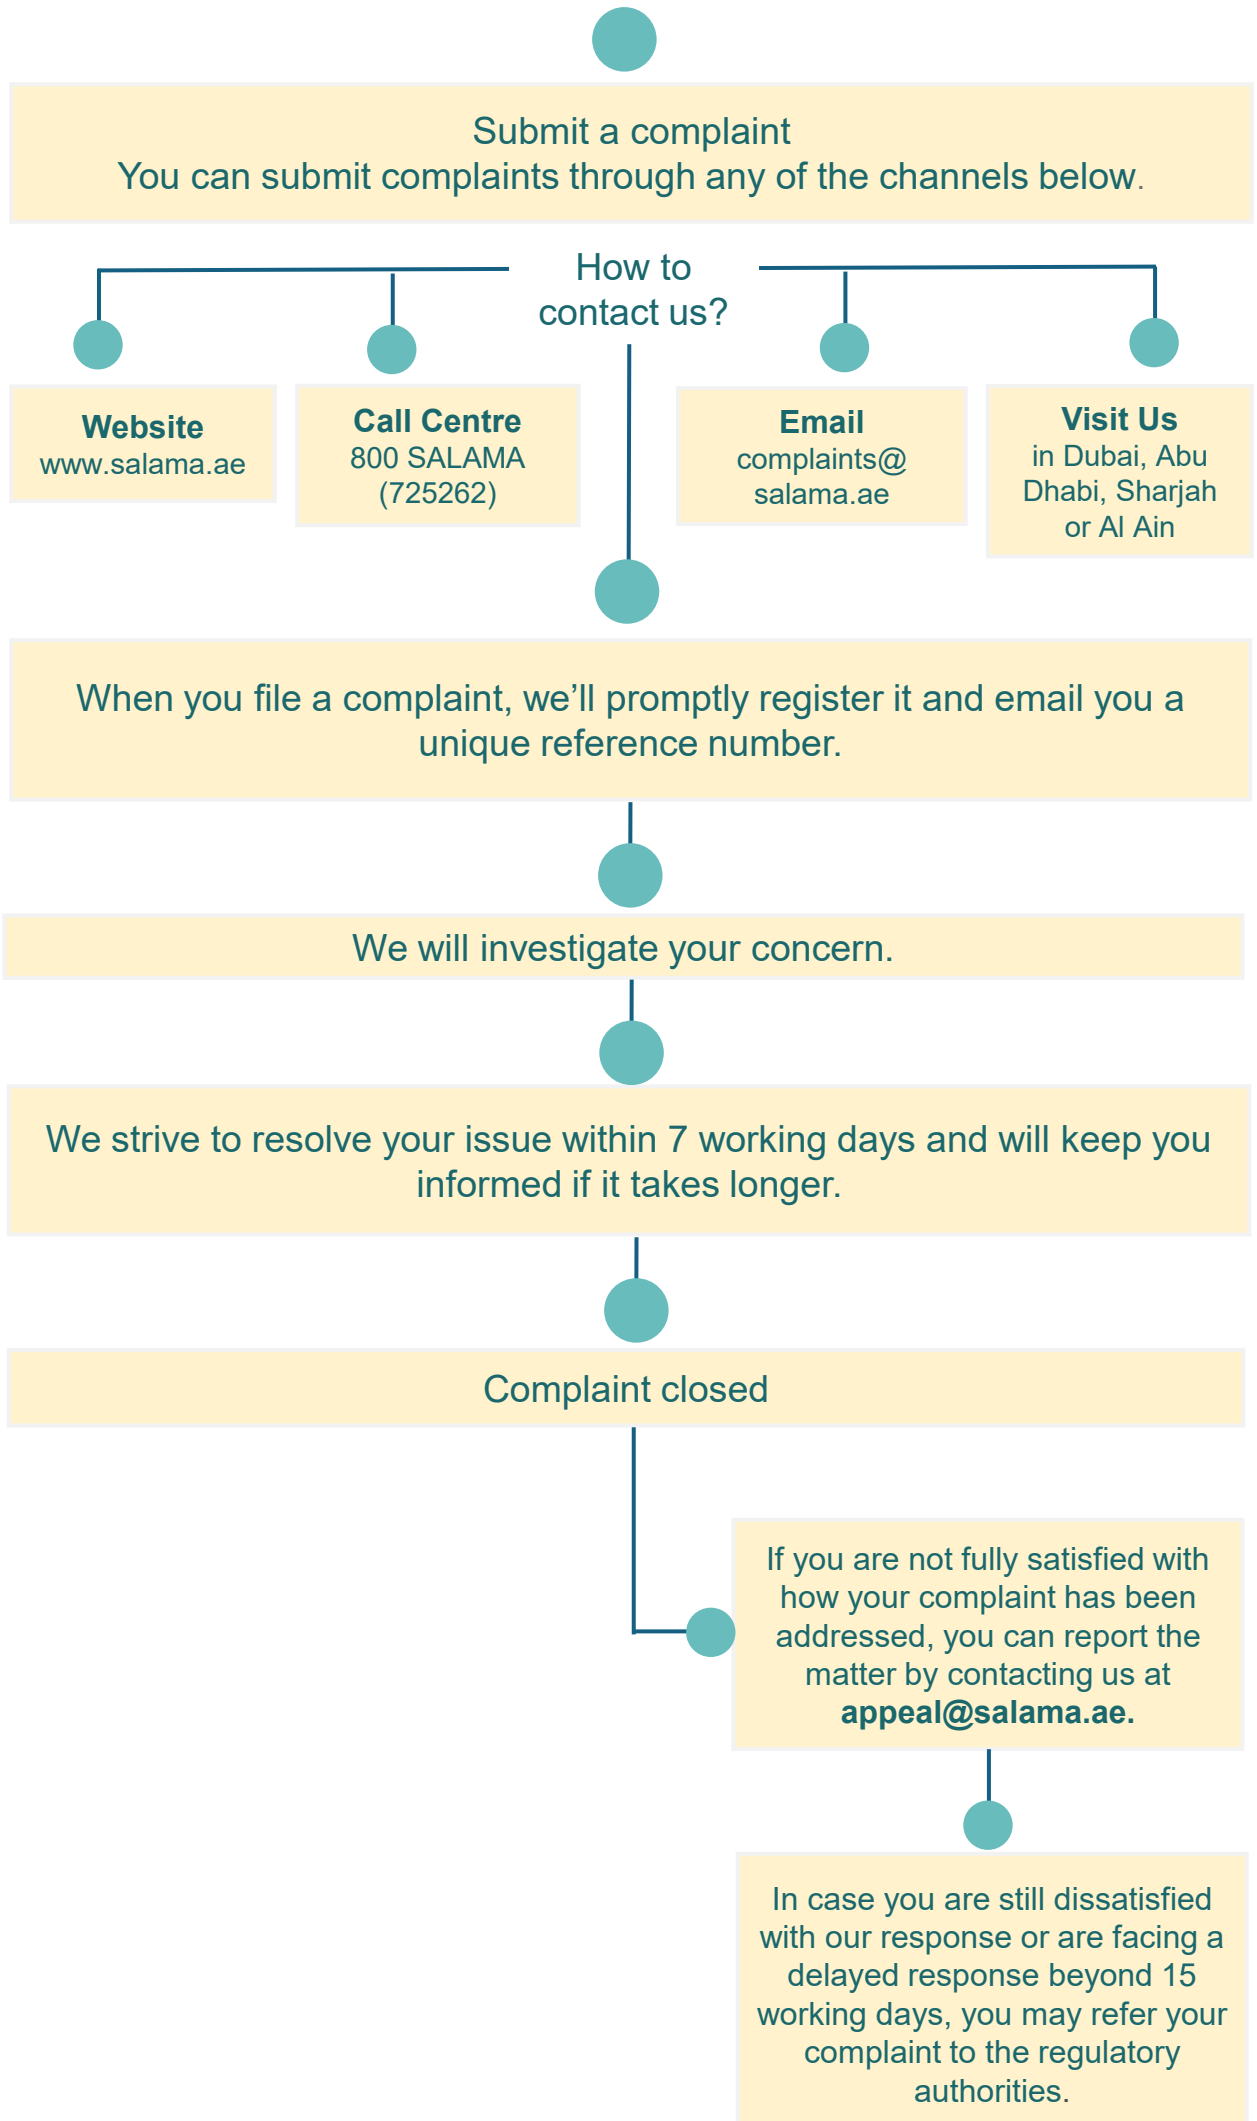 Submit a complaint
You can submit complaints through any of the channels below.
How to
contact us?
Website
www.salama.ae
Call Centre
800 SALAMA
(725262)
Email
complaints@
salama.ae
Visit Us
in Dubai, Abu
Dhabi, Sharjah
or Al Ain
When you file a complaint, we’ll promptly register it and email you a
unique reference number.
We will investigate your concern.
We strive to resolve your issue within 7 working days and will keep you
informed if it takes longer.
Complaint closed
If you are not fully satisfied with
how your complaint has been
addressed, you can report the
matter by contacting us at
appeal@salama.ae.
In case you are still dissatisfied
with our response or are facing a
delayed response beyond 15
working days, you may refer your
complaint to the regulatory
authorities.